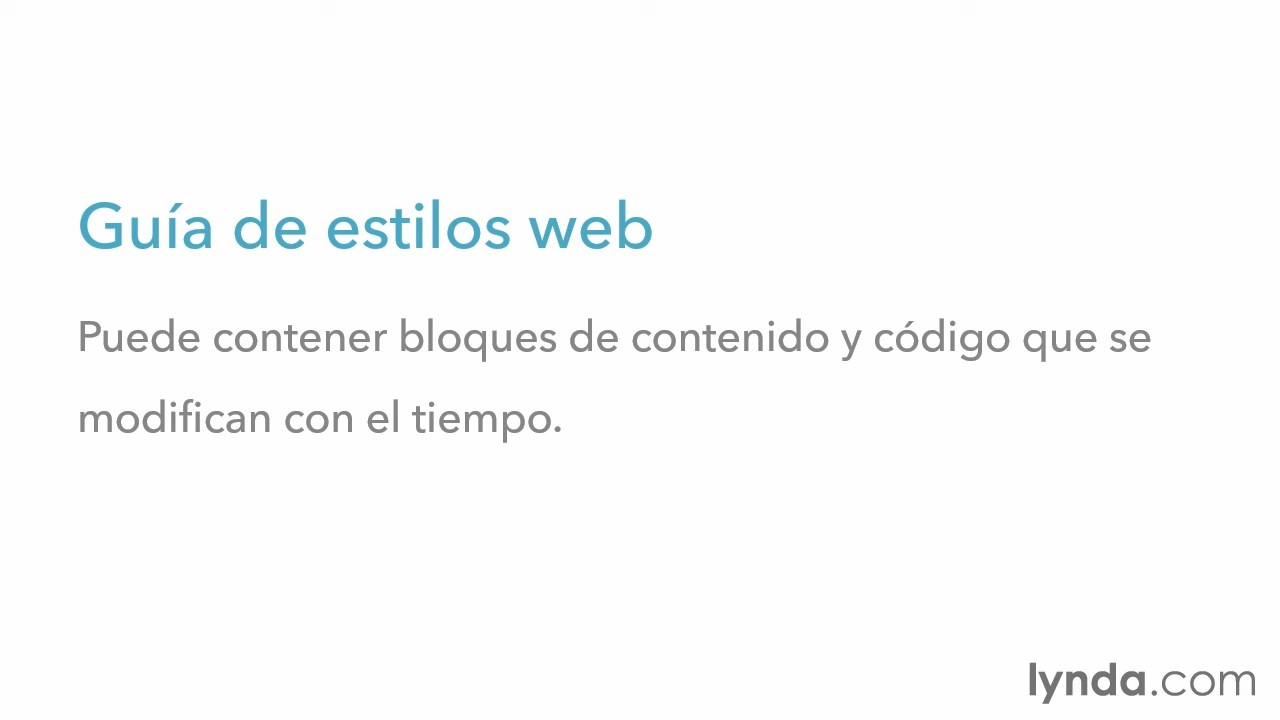 Guía de estilos web
Puede contener bloques de contenido y código que se
modifican con el tiempo.
lynda.com